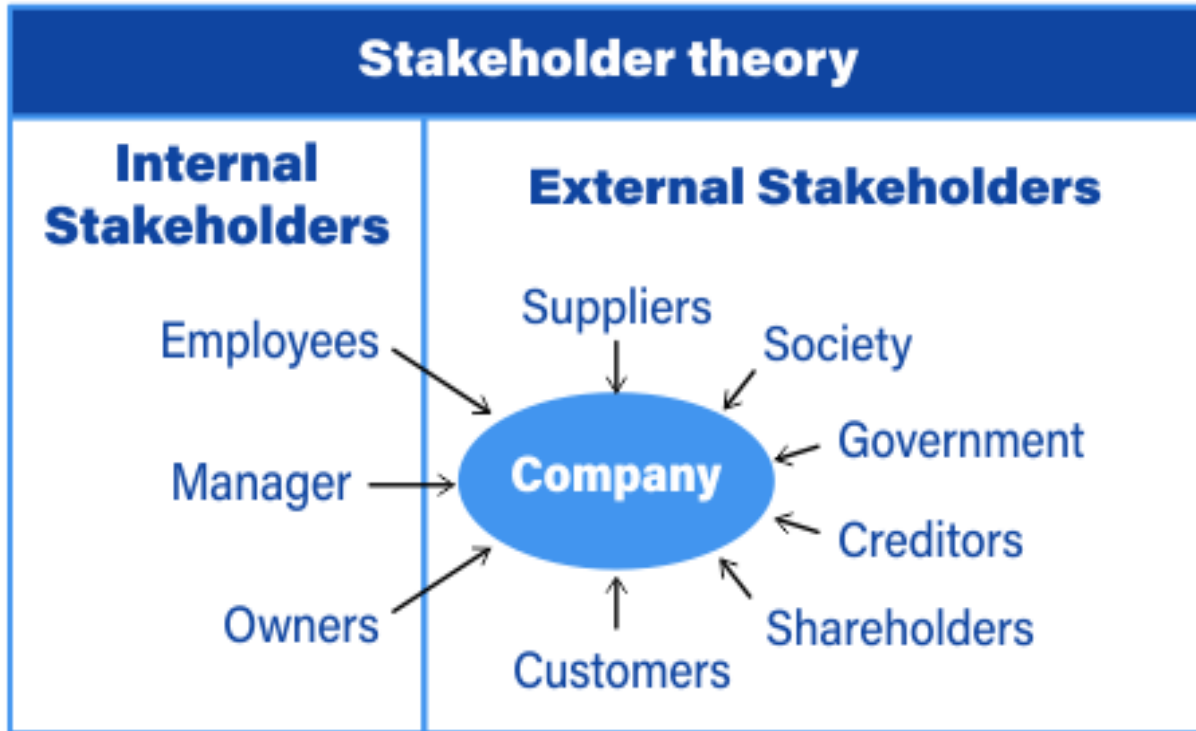 Stakeholder theory
Internal
Stakeholders
Employees
Manager
Owners
External Stakeholders
Suppliers
Society
Government
Creditors
Shareholders
Customers
Company